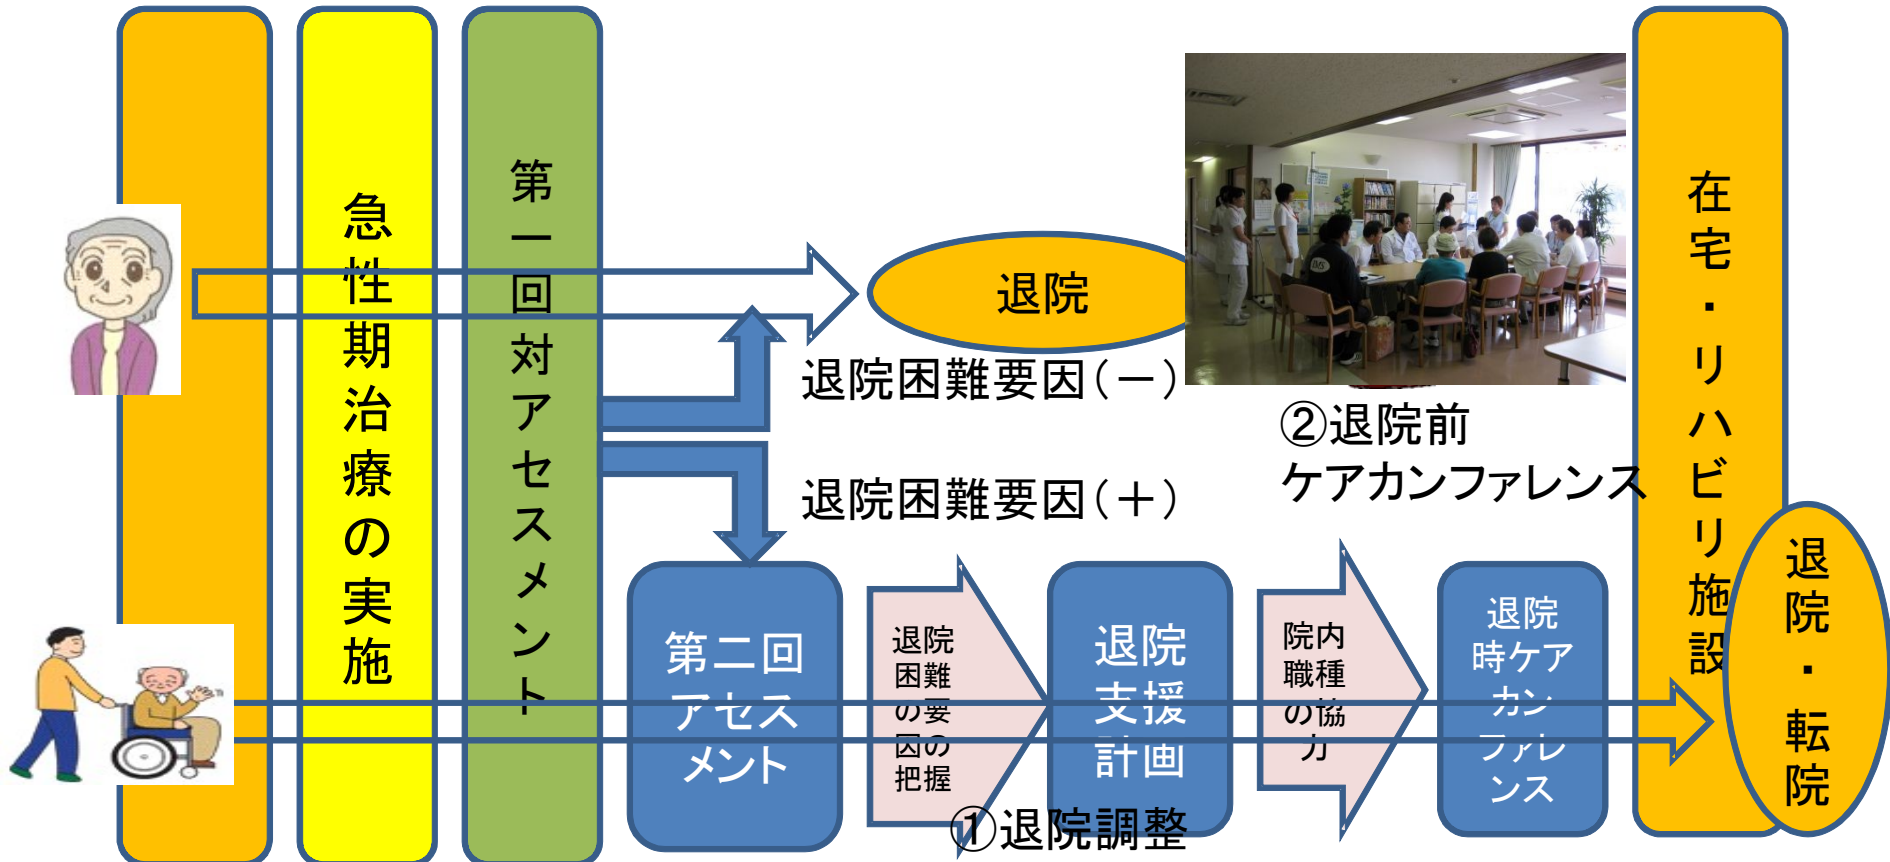 急性期治療の実施
第一回対アセスメント
退院
退院困難要因（－）
退院困難要因（＋）
②退院前
ケアカンファレンス
在宅・リハビリ施設
第二回
アセス
メント
退院
困難
の要
因の
把握
退院
支援
計画
院内
職種
の協
力
退院
時ケア
カン
ファレ
ンス
退院・転院
①退院調整